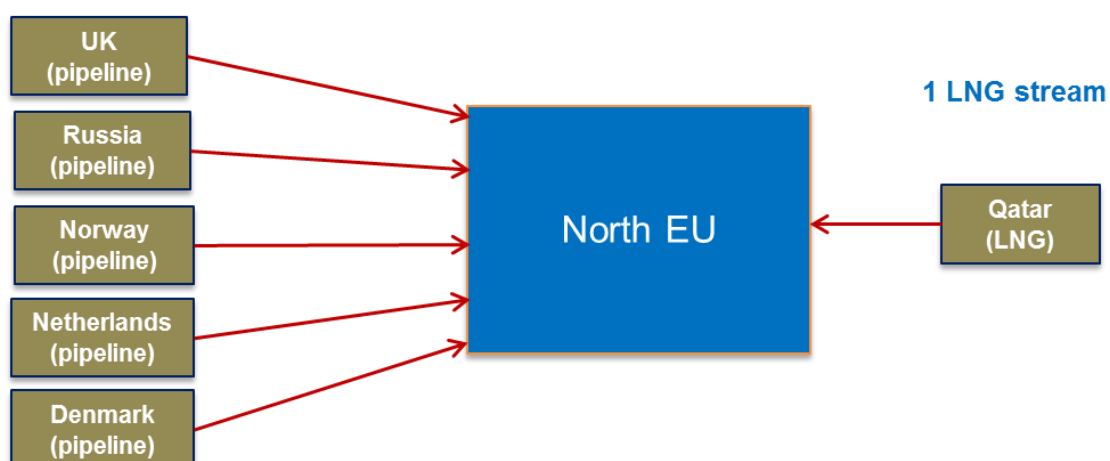 UK
(pipeline)
Russia
(pipeline)
Norway
(pipeline)
Netherlands
(pipeline)
Denmark
(pipeline)
North EU
1 LNG stream
Qatar
(LNG)